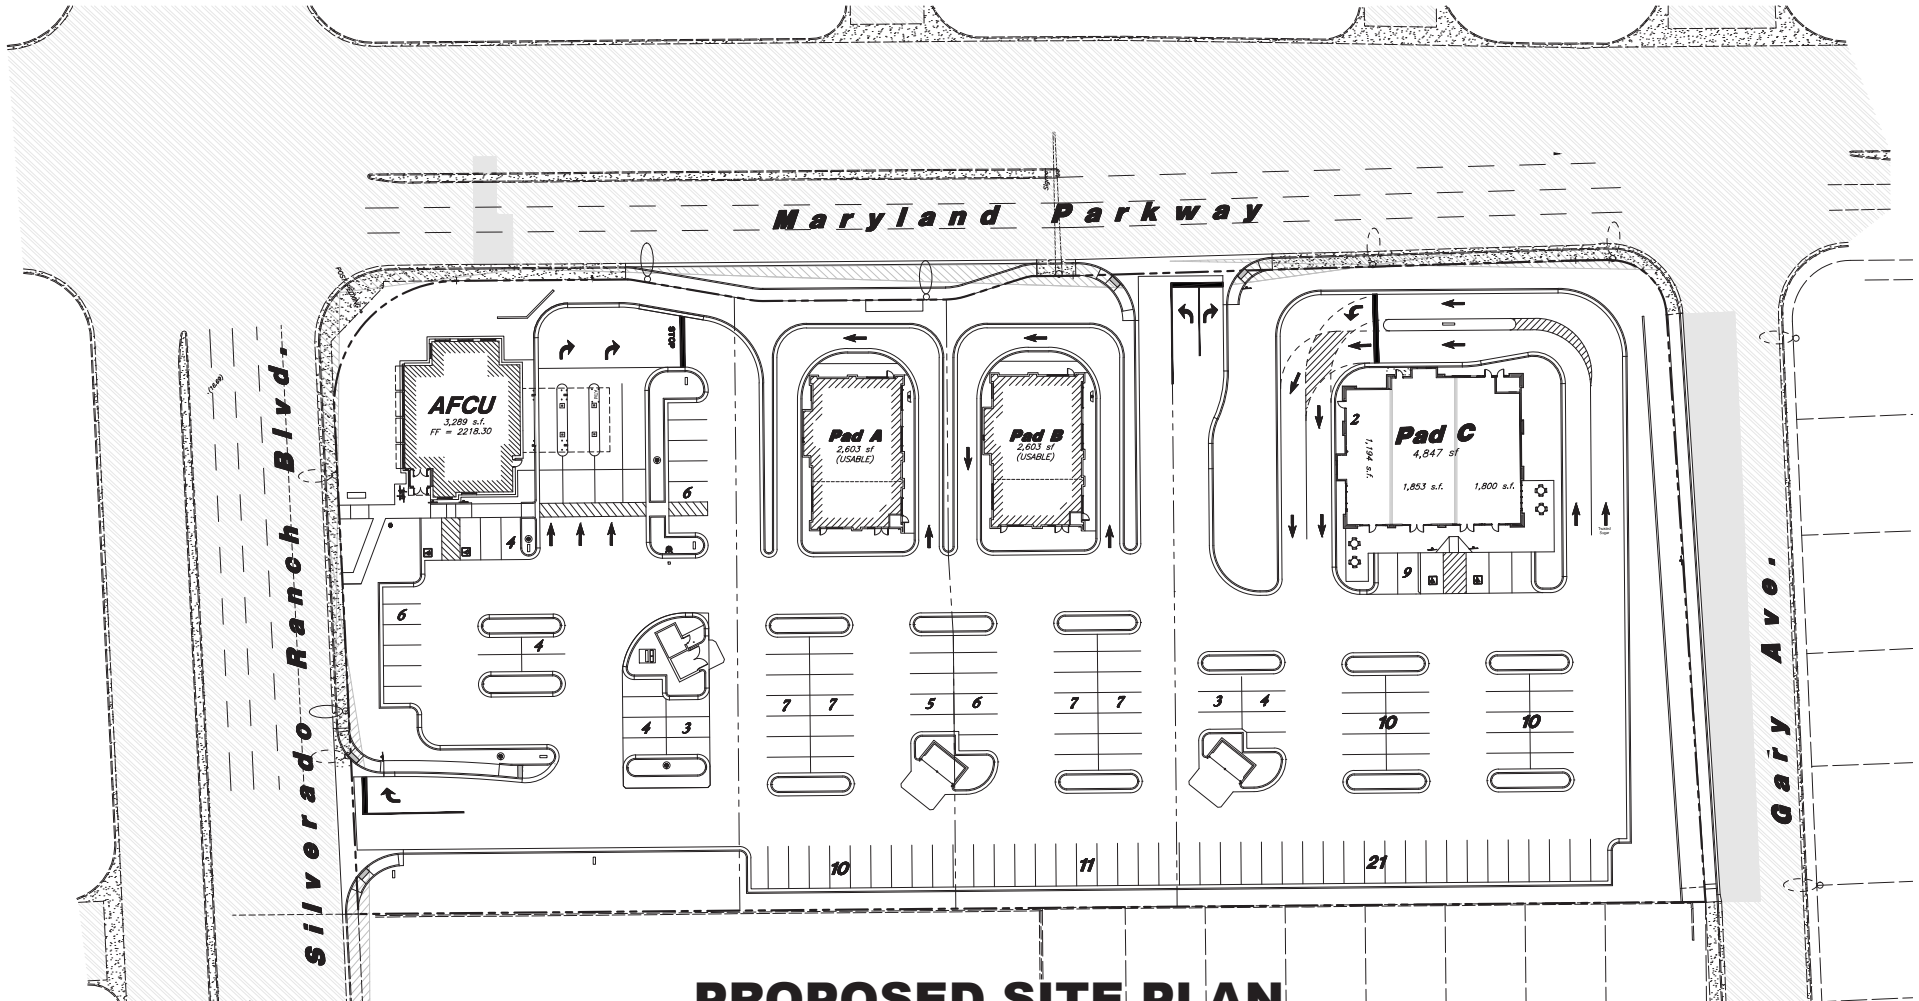 Maryland Parkway
Silverado Ranch Blvd.
Gary Ave.
STOP
AFCU
3,289 s.f.
FF = 2218.30
Pad A
2,603 sf
(USABLE)
Pad B
2,603 sf
(USABLE)
Pad C
4,847 sf
2
1,194 s.f.
1,853 s.f.
1,800 s.f.
6
4
9
6
4
4
3
7
7
5
6
7
7
3
4
10
10
10
11
21
PROPOSED SITE PLAN